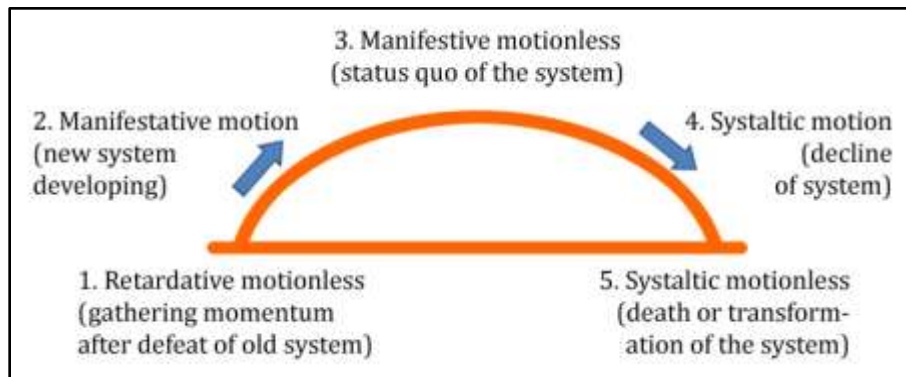 3. Manifestive motionless
(status quo of the system)
2. Manifestative motion
(new system
developing)
4. Systaltic motion
(decline
of system)
1. Retardative motionless
(gathering momentum
after defeat of old system)
5. Systaltic motionless
(death or transform-
ation of the system)